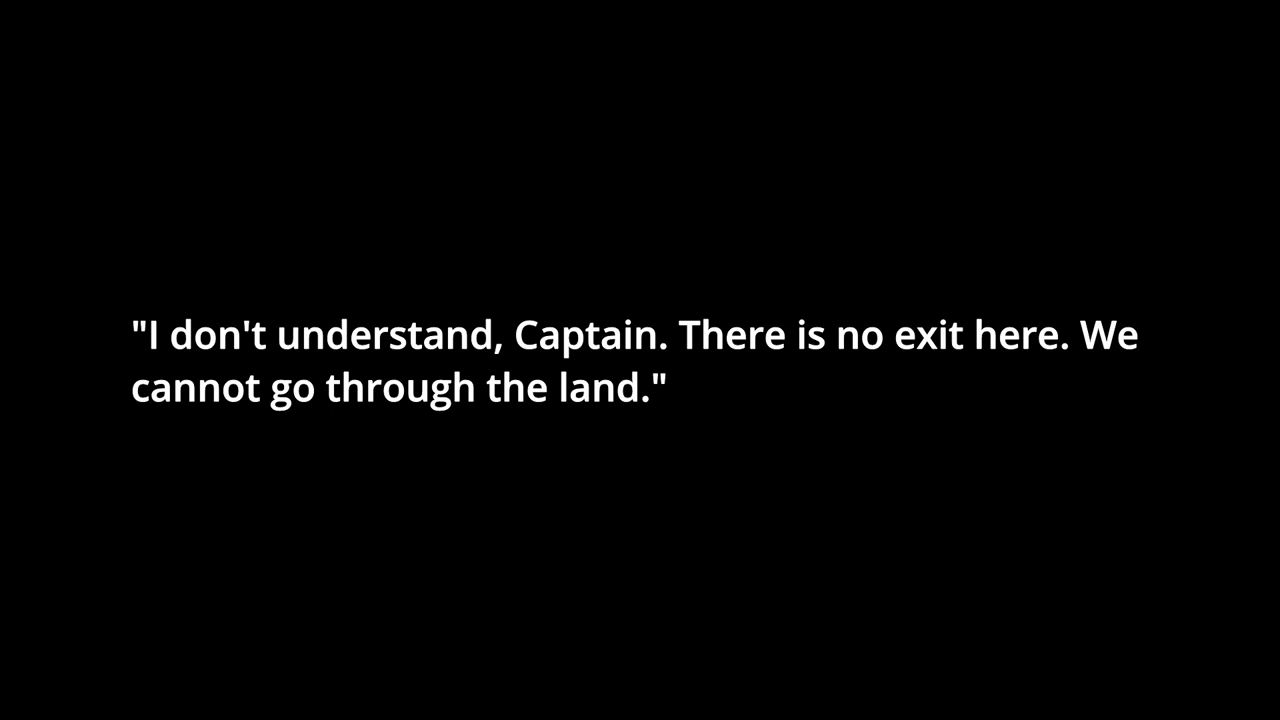 "I don't understand, Captain. There is no exit here. We
cannot go through the land."